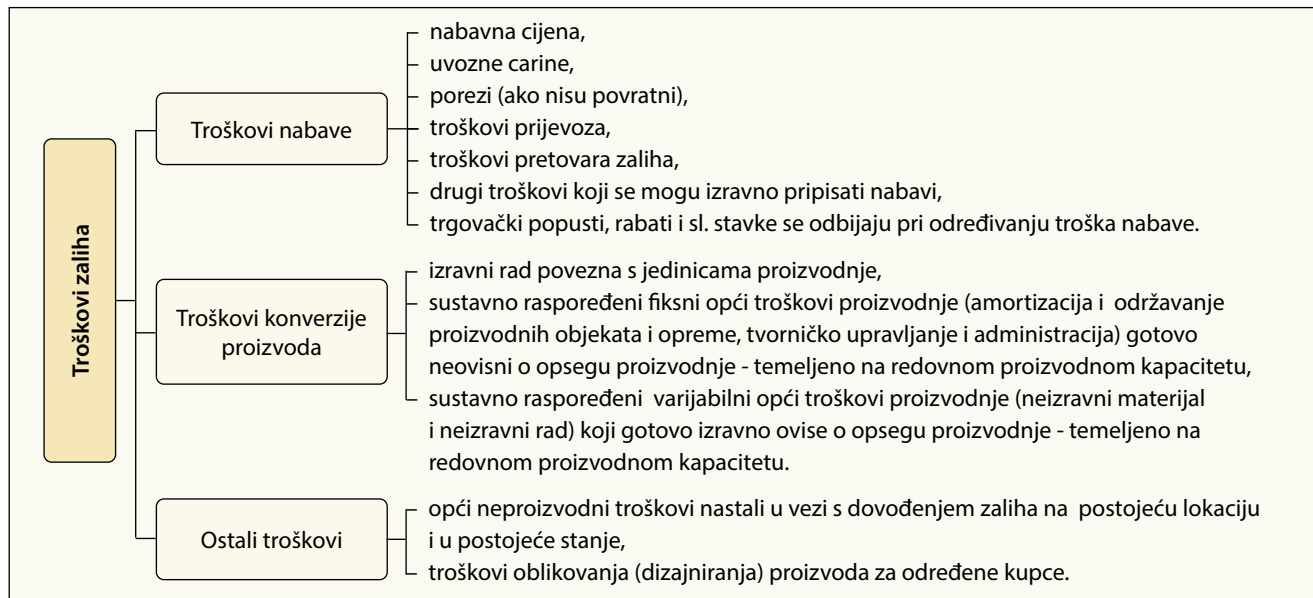 Troškovi zaliha
Troškovi nabave
nabavna cijena,
uvozne carine,
porezi (ako nisu povratni),
troškovi prijevoza,
troškovi pretovara zaliha,
drugi troškovi koji se mogu izravno pripisati nabavi,
trgovački popusti, rabati i sl. stavke se odbijaju pri određivanju troška nabave.
Troškovi konverzije
proizvoda
izravni rad povezna s jedinicama proizvodnje,
sustavno raspoređeni fiksni opći troškovi proizvodnje (amortizacija i održavanje
proizvodnih objekata i opreme, tvorničko upravljanje i administracija) gotovo
neovisni o opsegu proizvodnje - temeljeno na redovnom proizvodnom kapacitetu,
sustavno raspoređeni varijabilni opći troškovi proizvodnje (neizravni materijal
i neizravni rad) koji gotovo izravno ovise o opsegu proizvodnje - temeljeno na
redovnom proizvodnom kapacitetu.
Ostali troškovi
opći neproizvodni troškovi nastali u vezi s dovođenjem zaliha na postojeću lokaciju
i u postojeće stanje,
troškovi oblikovanja (dizajniranja) proizvoda za određene kupce.